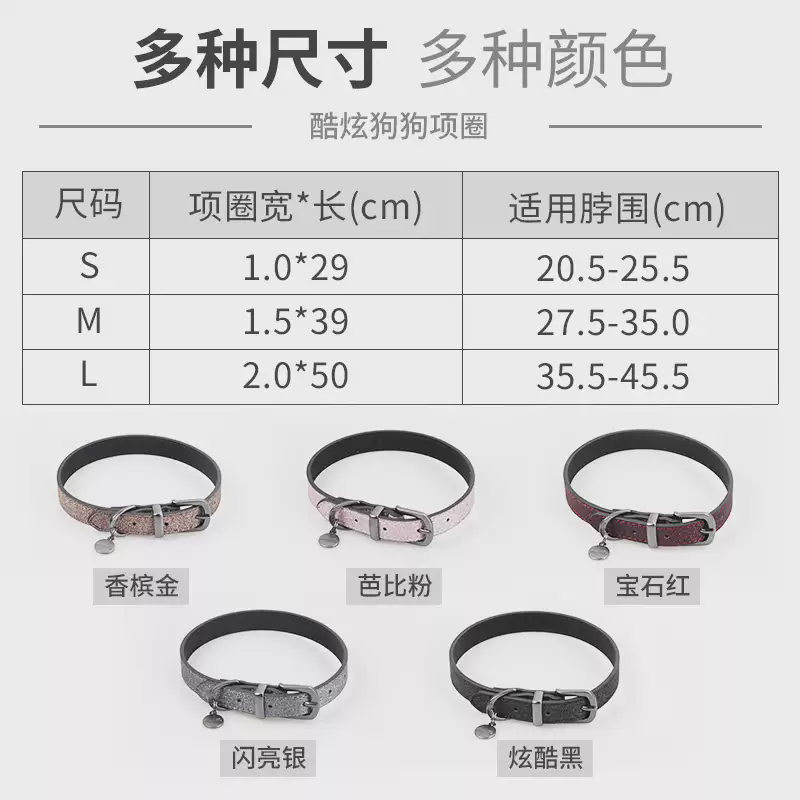 多种尺寸 多种颜色
酷炫狗狗项圈
尺码 项圈宽*长(cm) 适用脖围(cm)
S 1.0*29 20.5-25.5
M 1.5*39 27.5-35.0
L 2.0*50 35.5-45.5
香槟金 芭比粉 宝石红
闪亮银 炫酷黑